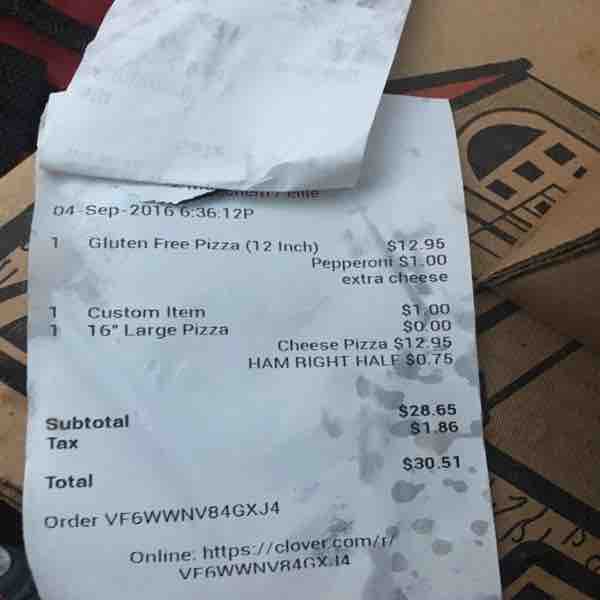 04-Sep-2016 6:36:12P
1 Gluten Free Pizza (12 Inch) $12.95
Pepperoni $1.00
extra cheese
1 Custom Item $1.00
1 16" Large Pizza $0.00
Cheese Pizza $12.95
HAM RIGHT HALF $0.75
Subtotal $28.65
Tax $1.86
Total $30.51
Order VF6WWNV84GXJ4
Online: https://clover.com/r/
VF6WWNV84GXJ4